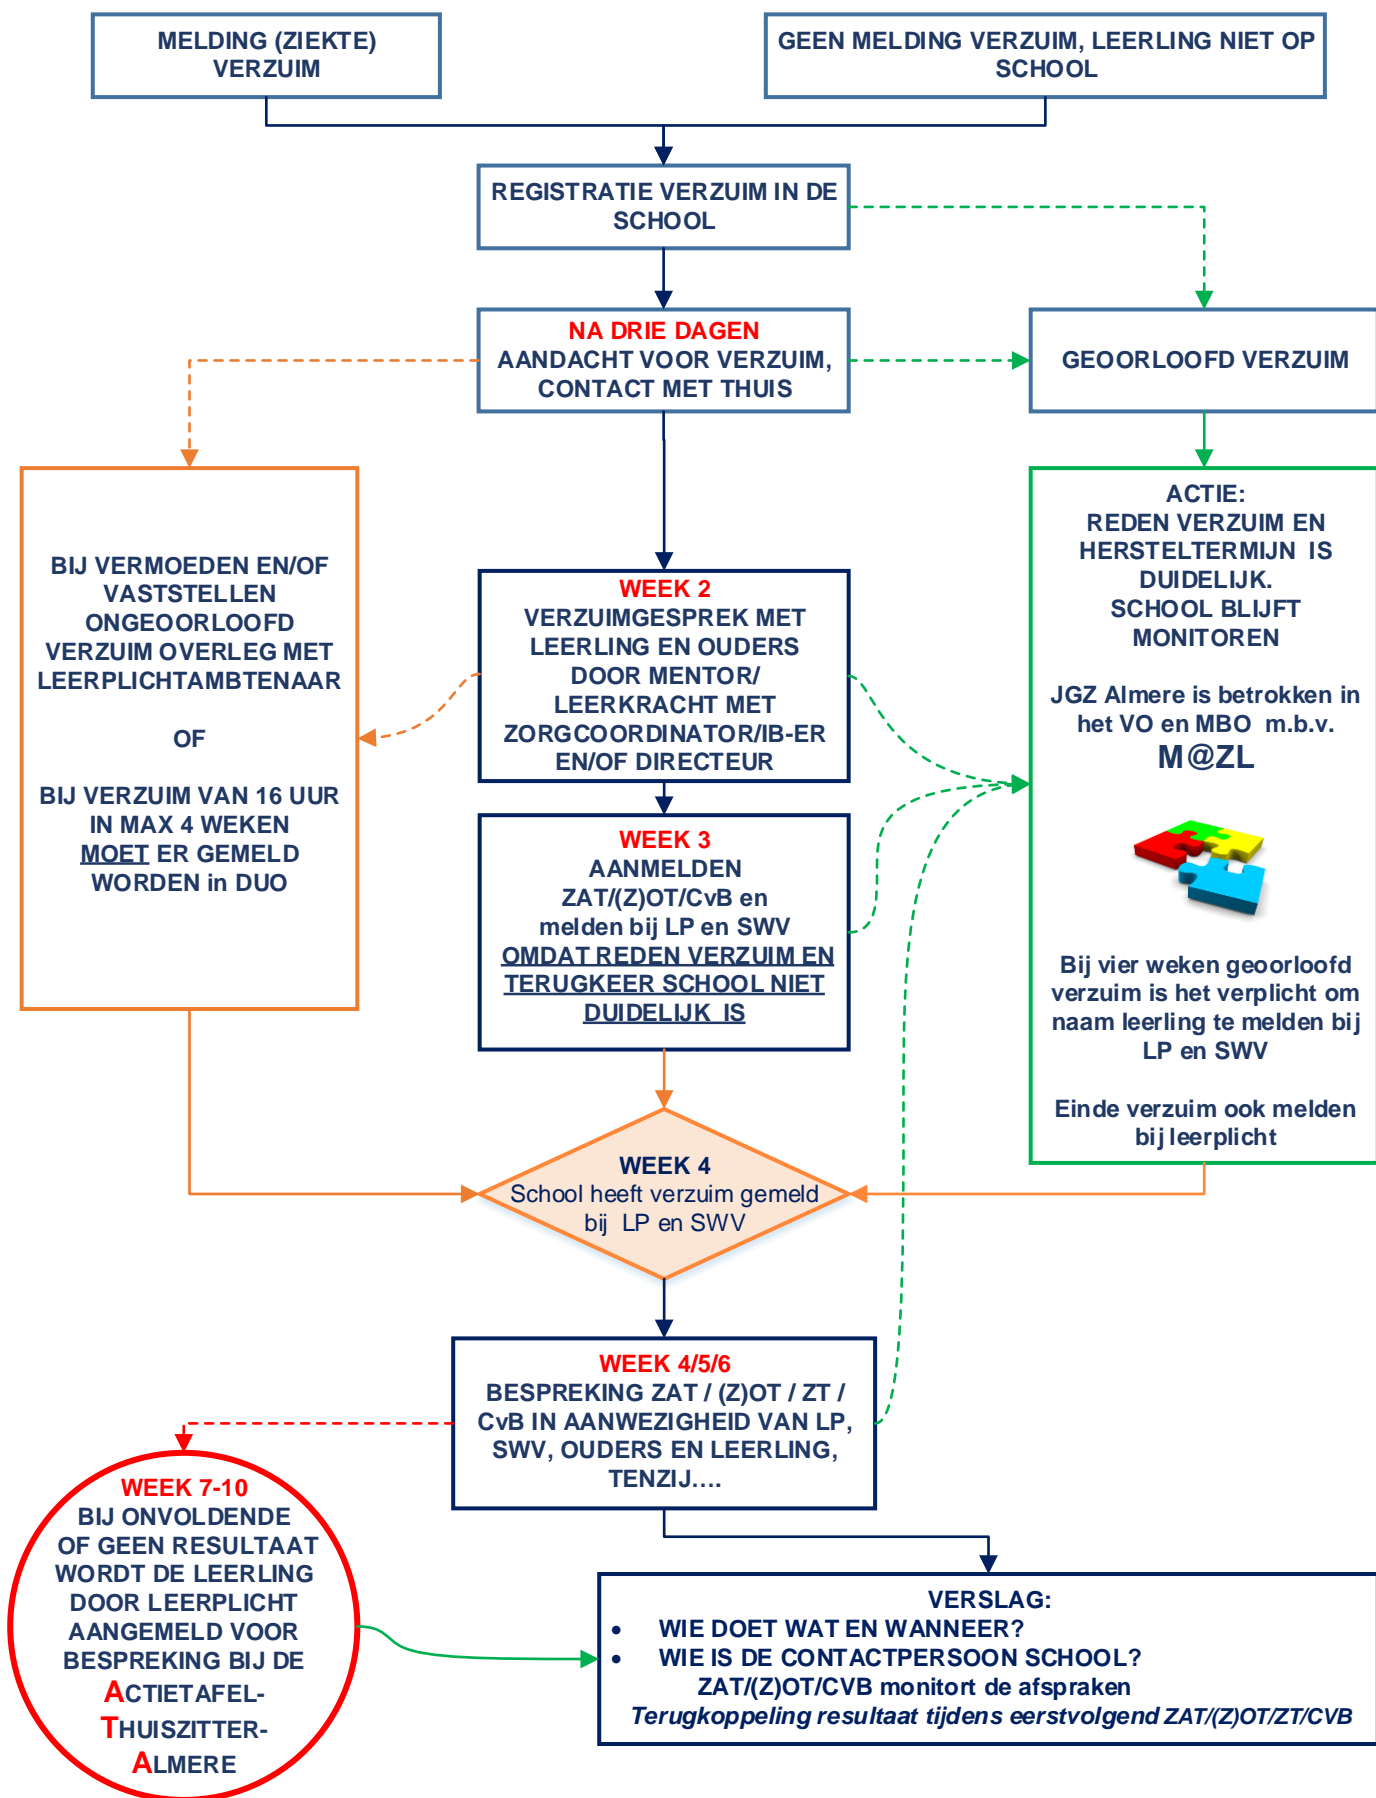 MELDING (ZIEKTE)
VERZUIM
GEEN MELDING VERZUIM, LEERLING NIET OP
SCHOOL
REGISTRATIE VERZUIM IN DE
SCHOOL
NA DRIE DAGEN
AANDACHT VOOR VERZUIM,
CONTACT MET THUIS
GEOORLOOFD VERZUIM
BIJ VERMOEDEN EN/OF
VASTSTELLEN
ONGEOORLOOFD
VERZUIM OVERLEG MET
LEERPLICHTAMBTENAAR
OF
BIJ VERZUIM VAN 16 UUR
IN MAX 4 WEKEN
MOET ER GEMELD
WORDEN in DUO
WEEK 2
VERZUIMGESPREK MET
LEERLING EN OUDERS
DOOR MENTOR/
LEERKRACHT MET
ZORGCOORDINATOR/IB-ER
EN/OF DIRECTEUR
WEEK 3
AANMELDEN
ZAT/(Z)OT/CvB en
melden bij LP en SWV
OMDAT REDEN VERZUIM EN
TERUGKEER SCHOOL NIET
DUIDELIJK IS
ACTIE:
REDEN VERZUIM EN
HERSTELTERMIJN IS
DUIDELIJK.
SCHOOL BLIJFT
MONITOREN
JGZ Almere is betrokken in
het VO en MBO m.b.v.
M@ZL
Bij vier weken geoorloofd
verzuim is het verplicht om
naam leerling te melden bij
LP en SWV
Einde verzuim ook melden
bij leerplicht
WEEK 4
School heeft verzuim gemeld
bij LP en SWV
WEEK 4/5/6
BESPREKING ZAT / (Z)OT / ZT /
CvB IN AANWEZIGHEID VAN LP,
SWV, OUDERS EN LEERLING,
TENZIJ....
WEEK 7-10
BIJ ONVOLDENDE
OF GEEN RESULTAAT
WORDT DE LEERLING
DOOR LEERPLICHT
AANGEMELD VOOR
BESPREKING BIJ DE
ACTIETAFEL-
THUISZITTER-
ALMERE
VERSLAG:
• WIE DOET WAT EN WANNEER?
• WIE IS DE CONTACTPERSOON SCHOOL?
ZAT/(Z)OT/CVB monitort de afspraken
Terugkoppeling resultaat tijdens eerstvolgend ZAT/(Z)OT/ZT/CVB